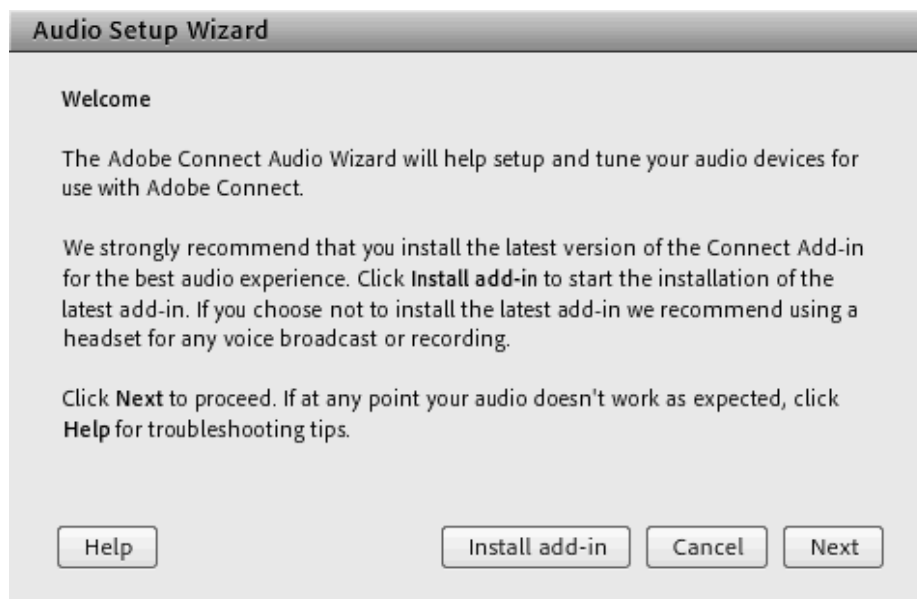 Audio Setup Wizard
Welcome
The Adobe Connect Audio Wizard will help setup and tune your audio devices for
use with Adobe Connect.
We strongly recommend that you install the latest version of the Connect Add-in
for the best audio experience. Click Install add-in to start the installation of the
latest add-in. If you choose not to install the latest add-in we recommend using a
headset for any voice broadcast or recording.
Click Next to proceed. If at any point your audio doesn't work as expected, click
Help for troubleshooting tips.
Help Install add-in Cancel Next